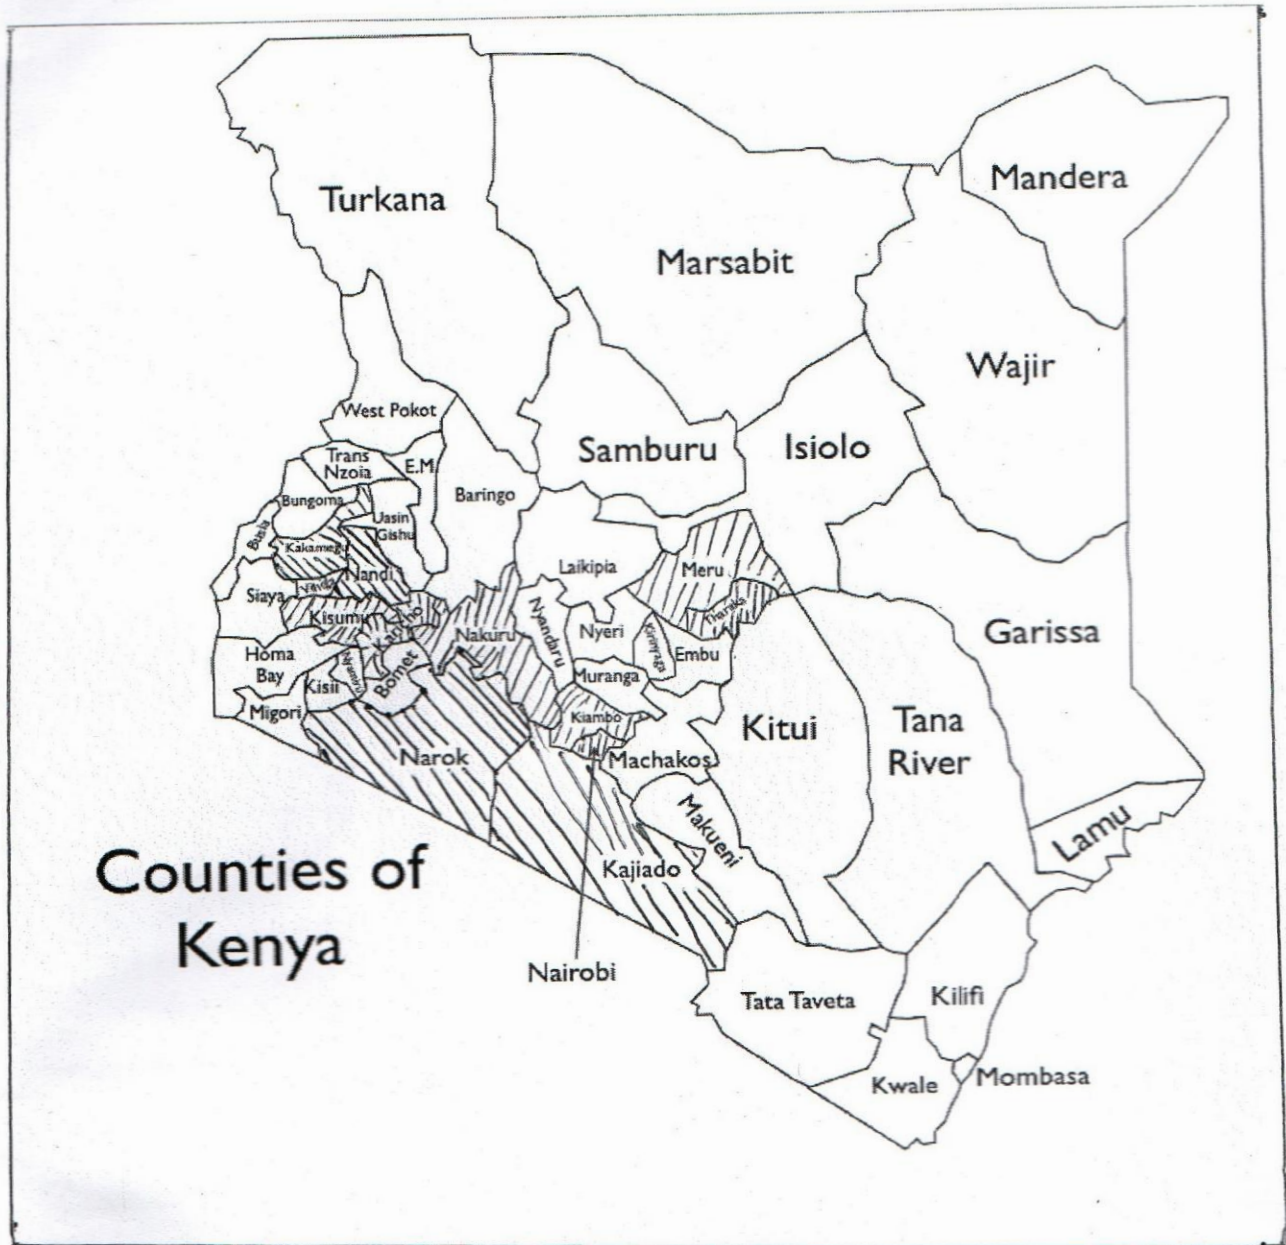 Turkana
Marsabit
Mandera
Wajir
West Pokot
Samburu
Isiolo
Trans
Nzoia
E.M
Baringo
Bungoma
Uasin
Gishu
Busia
Kakamega
Laikipia
Meru
Nandi
Vihiga
Siaya
Tharaka
Kisumu
Nyandaru
Nyeri
Kirinyaga
Embu
Garissa
Nakuru
Homa
Bay
Bomet
Muranga
Kisii
Migori
Kiambo
Kitui
Tana
River
Narok
Machakos
Makueni
Lamu
Kajiado
Counties of
Kenya
Nairobi
Tata Taveta
Kilifi
Kwale
Mombasa